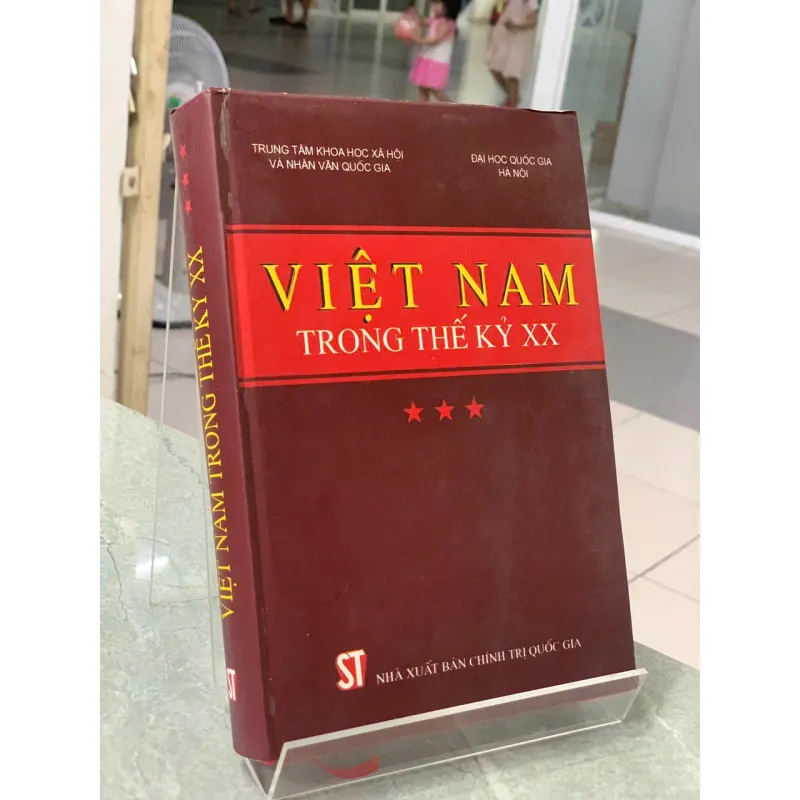 TRUNG TÂM KHOA HỌC XÃ HỘI
VÀ NHÂN VĂN QUỐC GIA
ĐẠI HỌC QUỐC GIA
HÀ NỘI
VIỆT NAM
TRONG THẾ KỶ XX
ST NHÀ XUẤT BẢN CHÍNH TRỊ QUỐC GIA
VIỆT NAM TRONG THẾ KỶ XX
ST